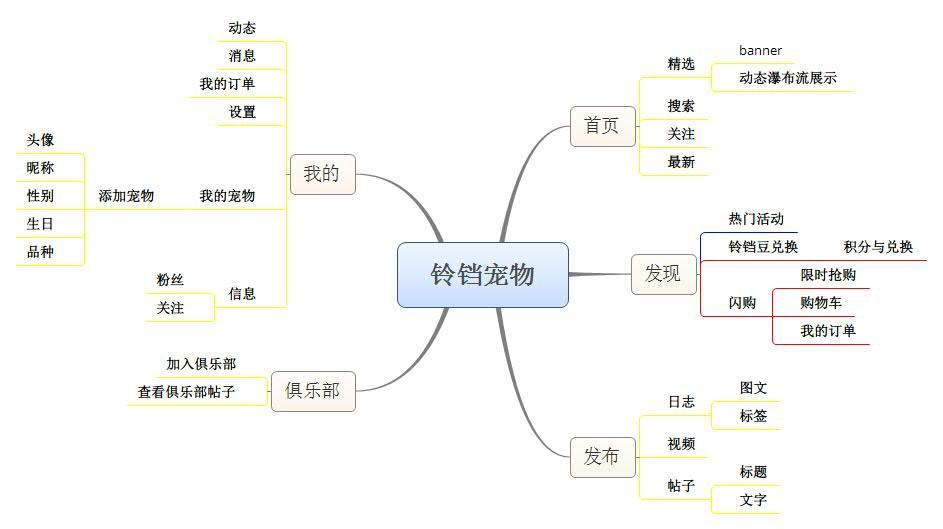 铃铛宠物
首页
精选
banner
动态瀑布流展示
搜索
关注
最新
发现
热门活动
铃铛豆兑换
积分与兑换
闪购
限时抢购
购物车
我的订单
发布
日志
图文
标签
视频
帖子
标题
文字
我的
动态
消息
我的订单
设置
我的宠物
添加宠物
头像
昵称
性别
生日
品种
信息
粉丝
关注
俱乐部
加入俱乐部
查看俱乐部帖子